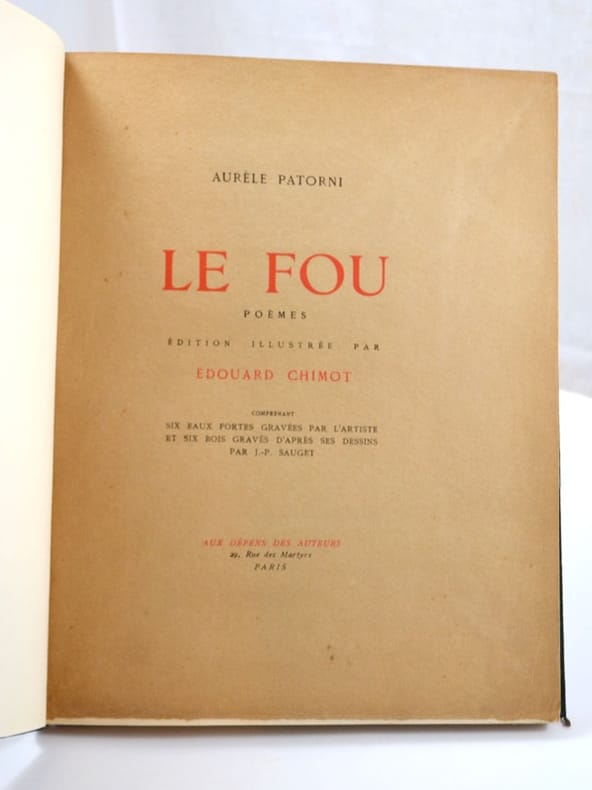 AURÈLE PATORNI
LE FOU
POÈMES
ÉDITION ILLUSTRÉE PAR
EDOUARD CHIMOT
COMPRENANT
SIX EAUX FORTES GRAVÉES PAR L'ARTISTE
ET SIX BOIS GRAVÉS D'APRÈS SES DESSINS
PAR J.-P. SAUGET
AUX DÉPENS DES AUTEURS
29, Rue des Martyrs
PARIS